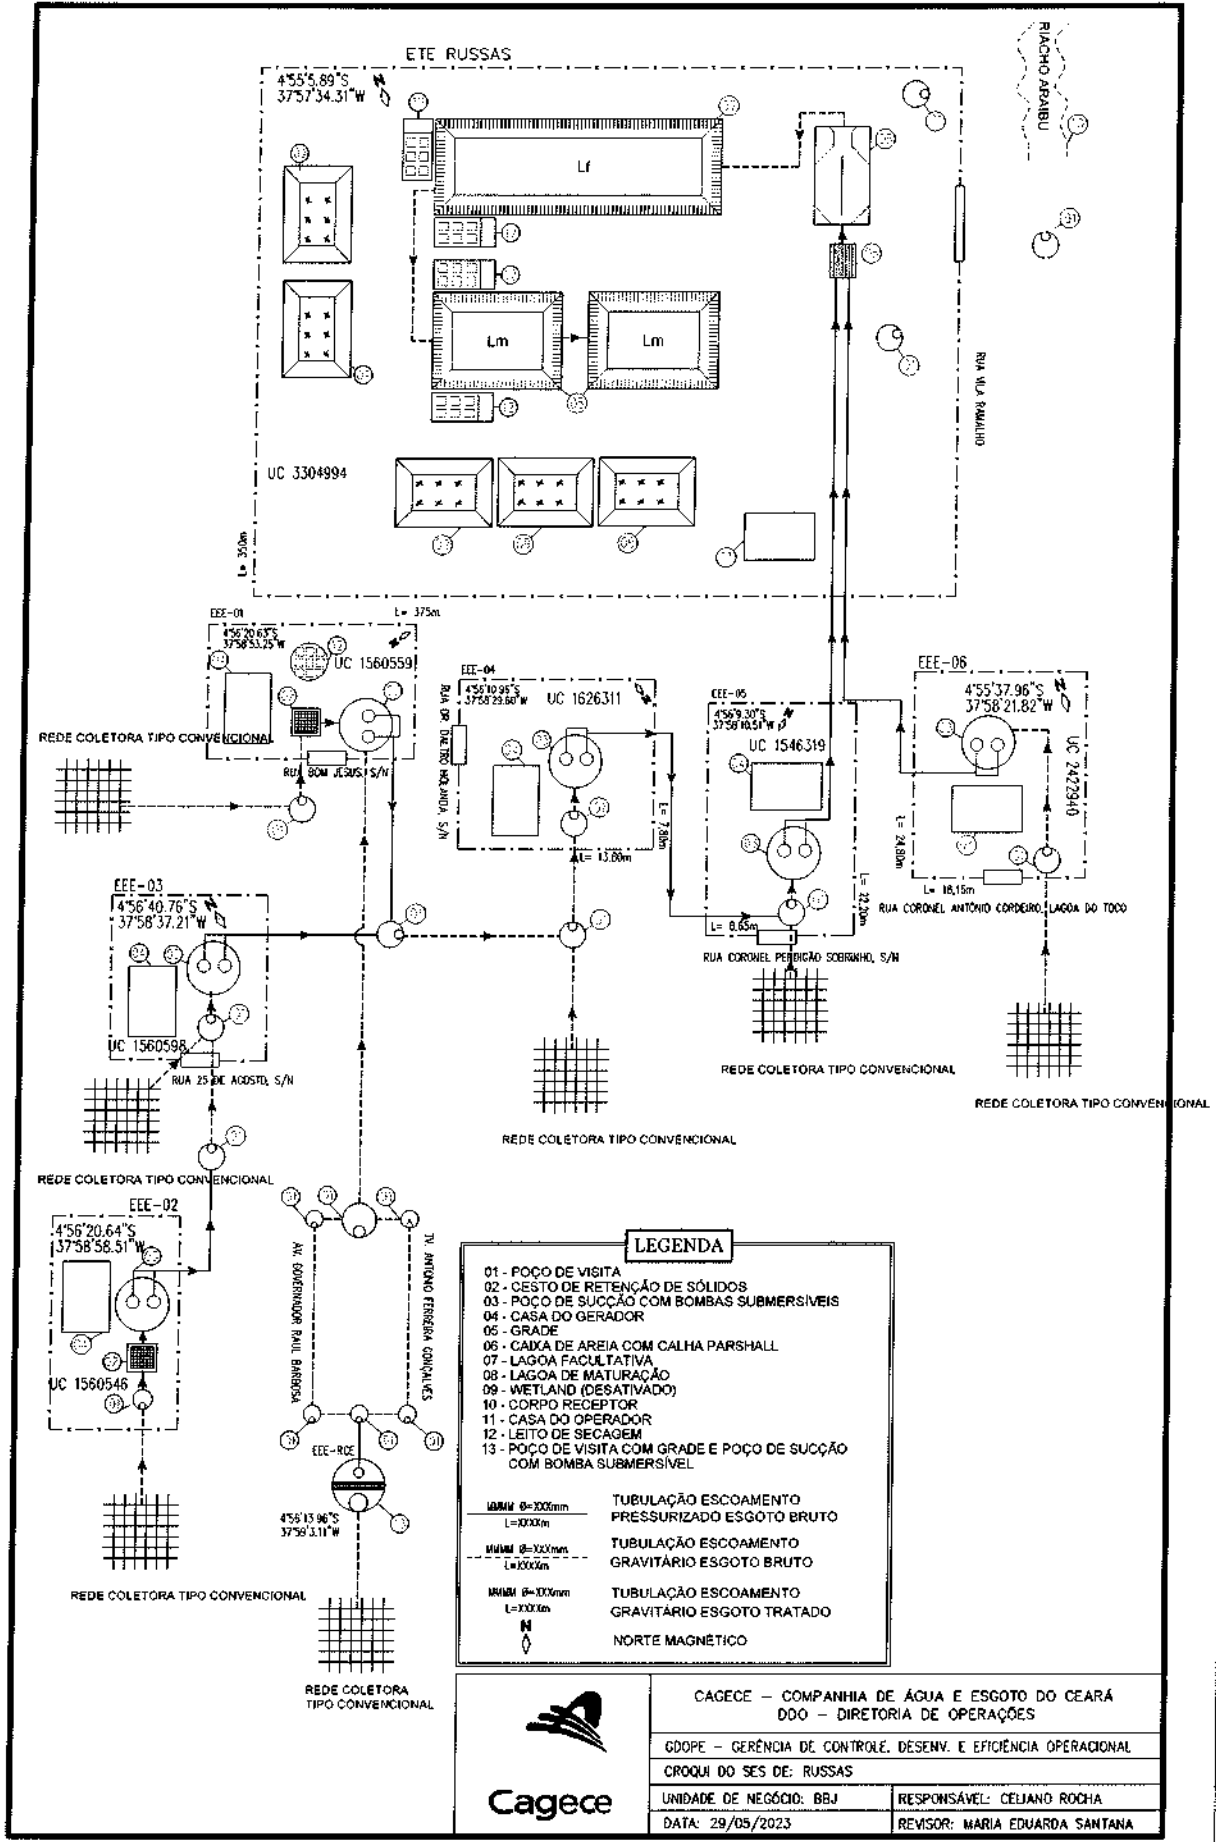 ETE RUSSAS
4°55'5.89"S
37°57'34.31"W
N
RIACHO ARAIBU
Lf
Lm
Lm
RUA VILA RAMALHO
UC 3304994
L= 350m
L= 375m
EEE-01
4°56'20.63"S
37°58'53.25"W
UC 1560559
REDE COLETORA TIPO CONVENCIONAL
RUA BOM JESUS, S/N
EEE-04
4°56'10.95"S
37°58'29.60"W
UC 1626311
RUA DR. DALTRO HOLANDA, S/N
L= 13,60m
L= 7,80m
EEE-05
4°56'9.30"S
37°58'10.51"W
UC 1546319
L= 22,20m
L= 8,65m
RUA CORONEL PERDIGÃO SOBRINHO, S/N
EEE-06
4°55'37.96"S
37°58'21.82"W
UC 2422940
L= 24,80m
L= 18,15m
RUA CORONEL ANTÔNIO CORDEIRO, LAGOA DO TOCO
EEE-03
4°56'40.76"S
37°58'37.21"W
UC 1560598
RUA 25 DE AGOSTO, S/N
REDE COLETORA TIPO CONVENCIONAL
REDE COLETORA TIPO CONVENCIONAL
REDE COLETORA TIPO CONVENCIONAL
REDE COLETORA TIPO CONVENCIONAL
EEE-02
4°56'20.64"S
37°58'58.51"W
UC 1560546
REDE COLETORA TIPO CONVENCIONAL
AV. GOVERNADOR RAUL BARBOSA
TV. ANTONIO FERREIRA GONÇALVES
EEE-RCE
4°56'13.96"S
37°59'3.11"W
REDE COLETORA
TIPO CONVENCIONAL
LEGENDA
01 - POÇO DE VISITA
02 - CESTO DE RETENÇÃO DE SÓLIDOS
03 - POÇO DE SUCÇÃO COM BOMBAS SUBMERSÍVEIS
04 - CASA DO GERADOR
05 - GRADE
06 - CAIXA DE AREIA COM CALHA PARSHALL
07 - LAGOA FACULTATIVA
08 - LAGOA DE MATURAÇÃO
09 - WETLAND (DESATIVADO)
10 - CORPO RECEPTOR
11 - CASA DO OPERADOR
12 - LEITO DE SECAGEM
13 - POÇO DE VISITA COM GRADE E POÇO DE SUCÇÃO
COM BOMBA SUBMERSÍVEL
MMMM Ø=XXXmm
L=XXXXm
TUBULAÇÃO ESCOAMENTO
PRESSURIZADO ESGOTO BRUTO
MMMM Ø=XXXmm
L=XXXXm
TUBULAÇÃO ESCOAMENTO
GRAVITÁRIO ESGOTO BRUTO
MMMM Ø=XXXmm
L=XXXXm
TUBULAÇÃO ESCOAMENTO
GRAVITÁRIO ESGOTO TRATADO
N
NORTE MAGNÉTICO
Cagece
CAGECE – COMPANHIA DE ÁGUA E ESGOTO DO CEARÁ
DDO – DIRETORIA DE OPERAÇÕES
GDOPE – GERÊNCIA DE CONTROLE, DESENV. E EFICIÊNCIA OPERACIONAL
CROQUI DO SES DE: RUSSAS
UNIDADE DE NEGÓCIO: BBJ
RESPONSÁVEL: CELIANO ROCHA
DATA: 29/05/2023
REVISOR: MARIA EDUARDA SANTANA